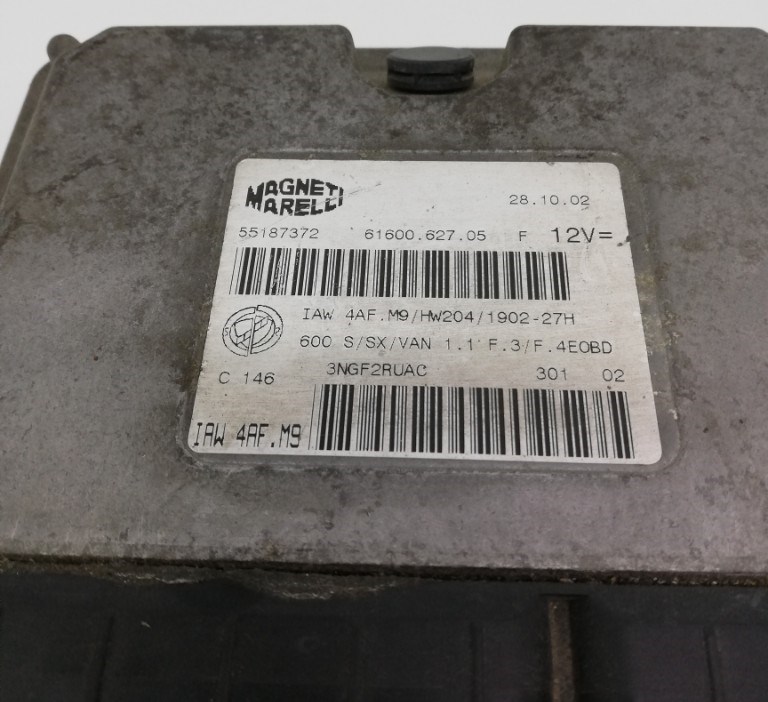 MAGNETI
MARELLI
28.10.02
55187372 61600.627.05 F 12V=
IAW 4AF.M9/HW204/1902-27H
600 S/SX/VAN 1.1 F.3/F.4EOBD
C 146 3NGF2RUAC 301 02
IAW 4AF.M9